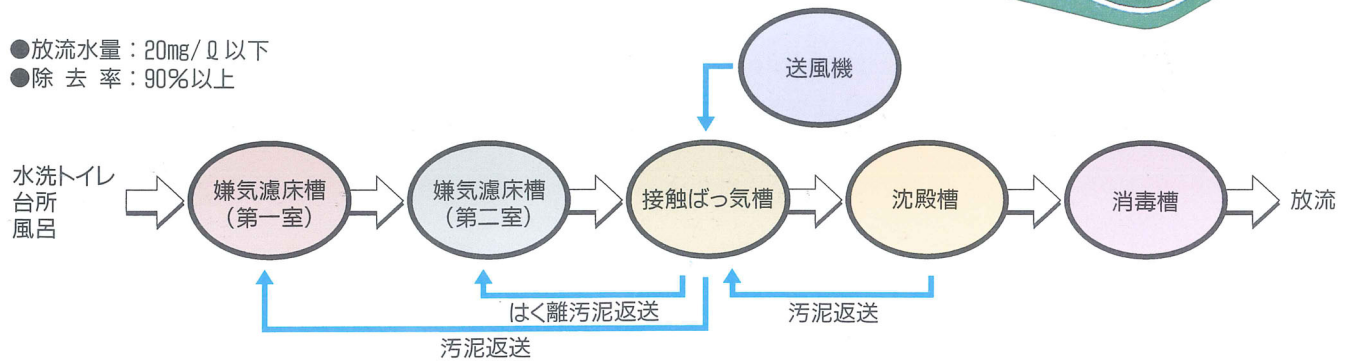 ●放流水量：20㎎/ℓ以下
●除 去 率：90％以上
送風機
水洗トイレ
台所
風呂
嫌気濾床槽
(第一室)
嫌気濾床槽
(第二室)
接触ばっ気槽
沈殿槽
消毒槽
放流
はく離汚泥返送
汚泥返送
汚泥返送